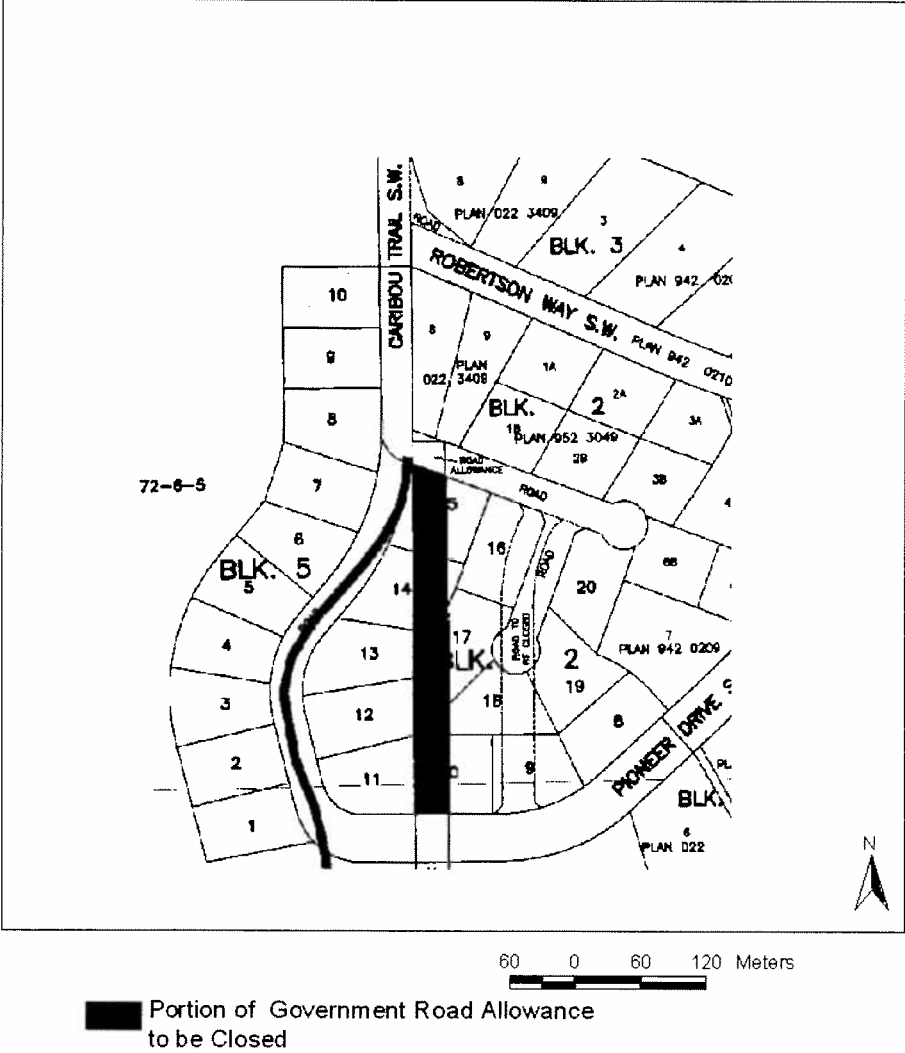 CARIBOU TRAIL S.W.
8
9
PLAN 022 3409
ROAD
3
BLK. 3
4
PLAN 942
ROBERTSON WAY S.W.
PLAN 942 0210
10
9
8
7
72-6-5
6
BLK. 5
5
4
3
2
1
8
9
PLAN
022 3409
1A
2A
3A
BLK. 2
1B
PLAN 952 3049
2B
3B
ROAD
ALLOWANCE
ROAD
16
ROAD
6B
14
20
17
ROAD TO
BE CLOSED
7
PLAN 942 0209
13
BLK. 2
19
12
18
8
11
9
PIONEER DRIVE
BLK.
6
PLAN 022
N
60 0 60 120 Meters
Portion of Government Road Allowance
to be Closed